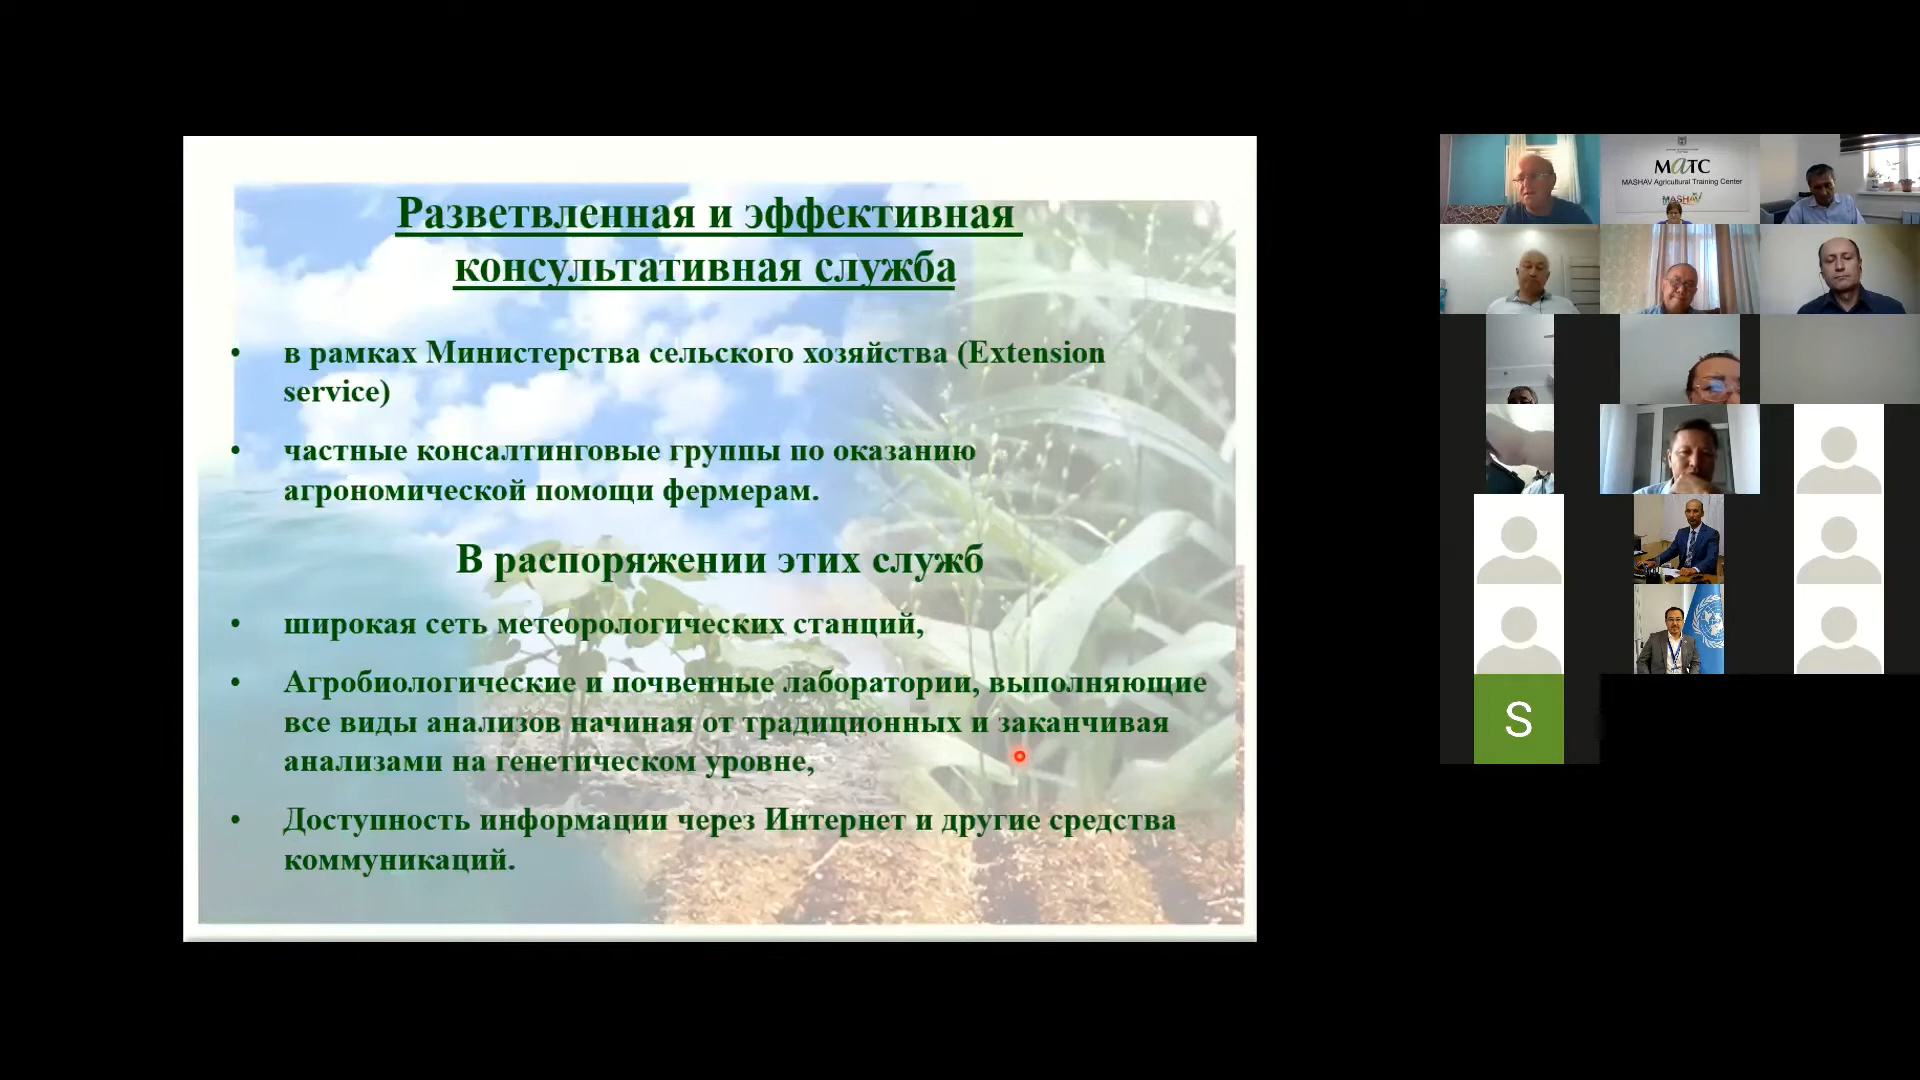 Разветвленная и эффективная
консультативная служба
• в рамках Министерства сельского хозяйства (Extension
service)
• частные консалтинговые группы по оказанию
агрономической помощи фермерам.
В распоряжении этих служб
• широкая сеть метеорологических станций,
• Агробиологические и почвенные лаборатории, выполняющие
все виды анализов начиная от традиционных и заканчивая
анализами на генетическом уровне,
• Доступность информации через Интернет и другие средства
коммуникаций.
MATC
MASHAV Agricultural Training Center
MASHAV
S